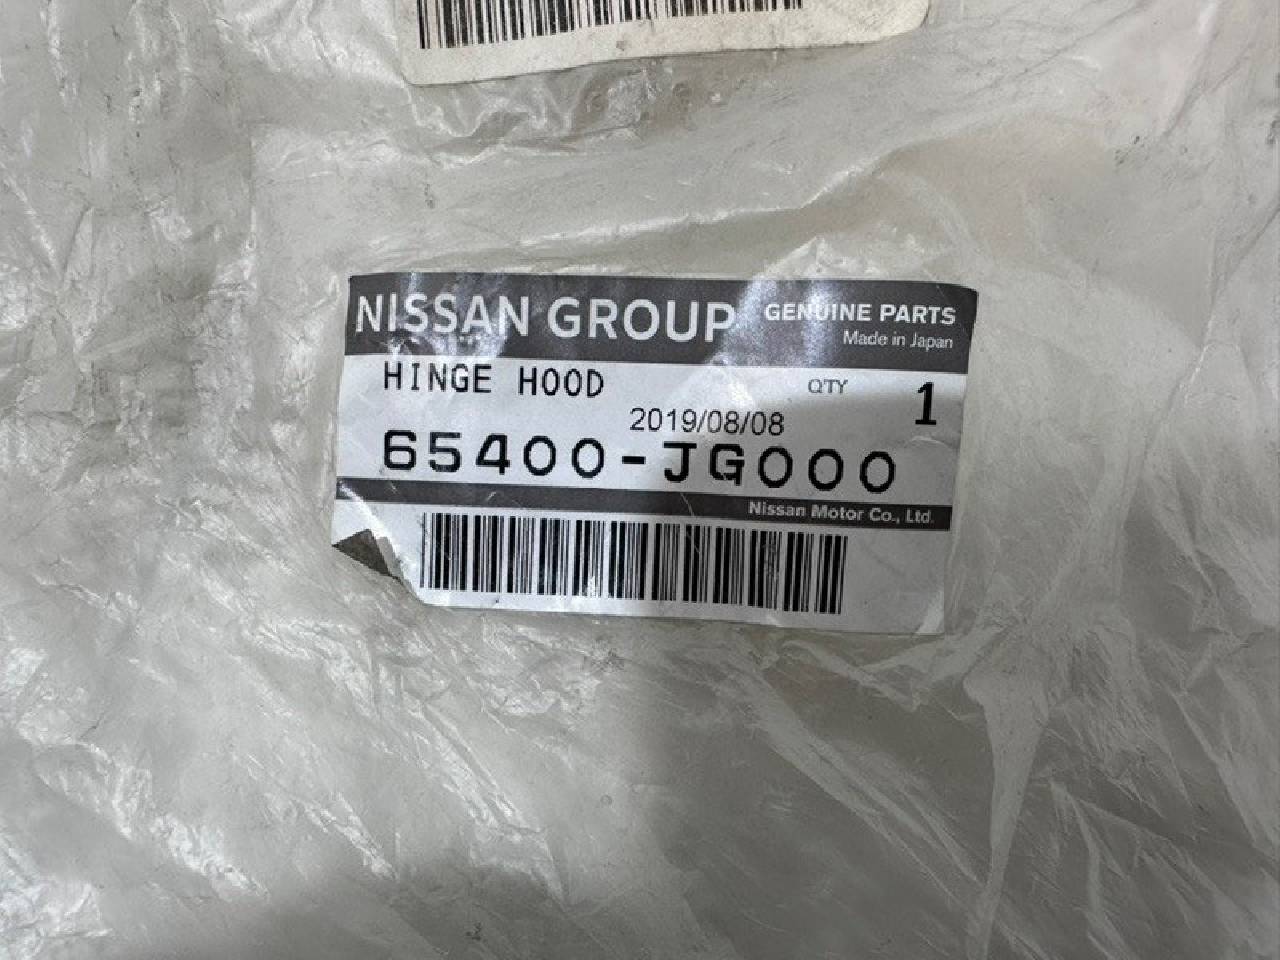 NISSAN GROUP GENUINE PARTS
Made in Japan
HINGE HOOD QTY 1
2019/08/08
65400-JG000
Nissan Motor Co., Ltd.